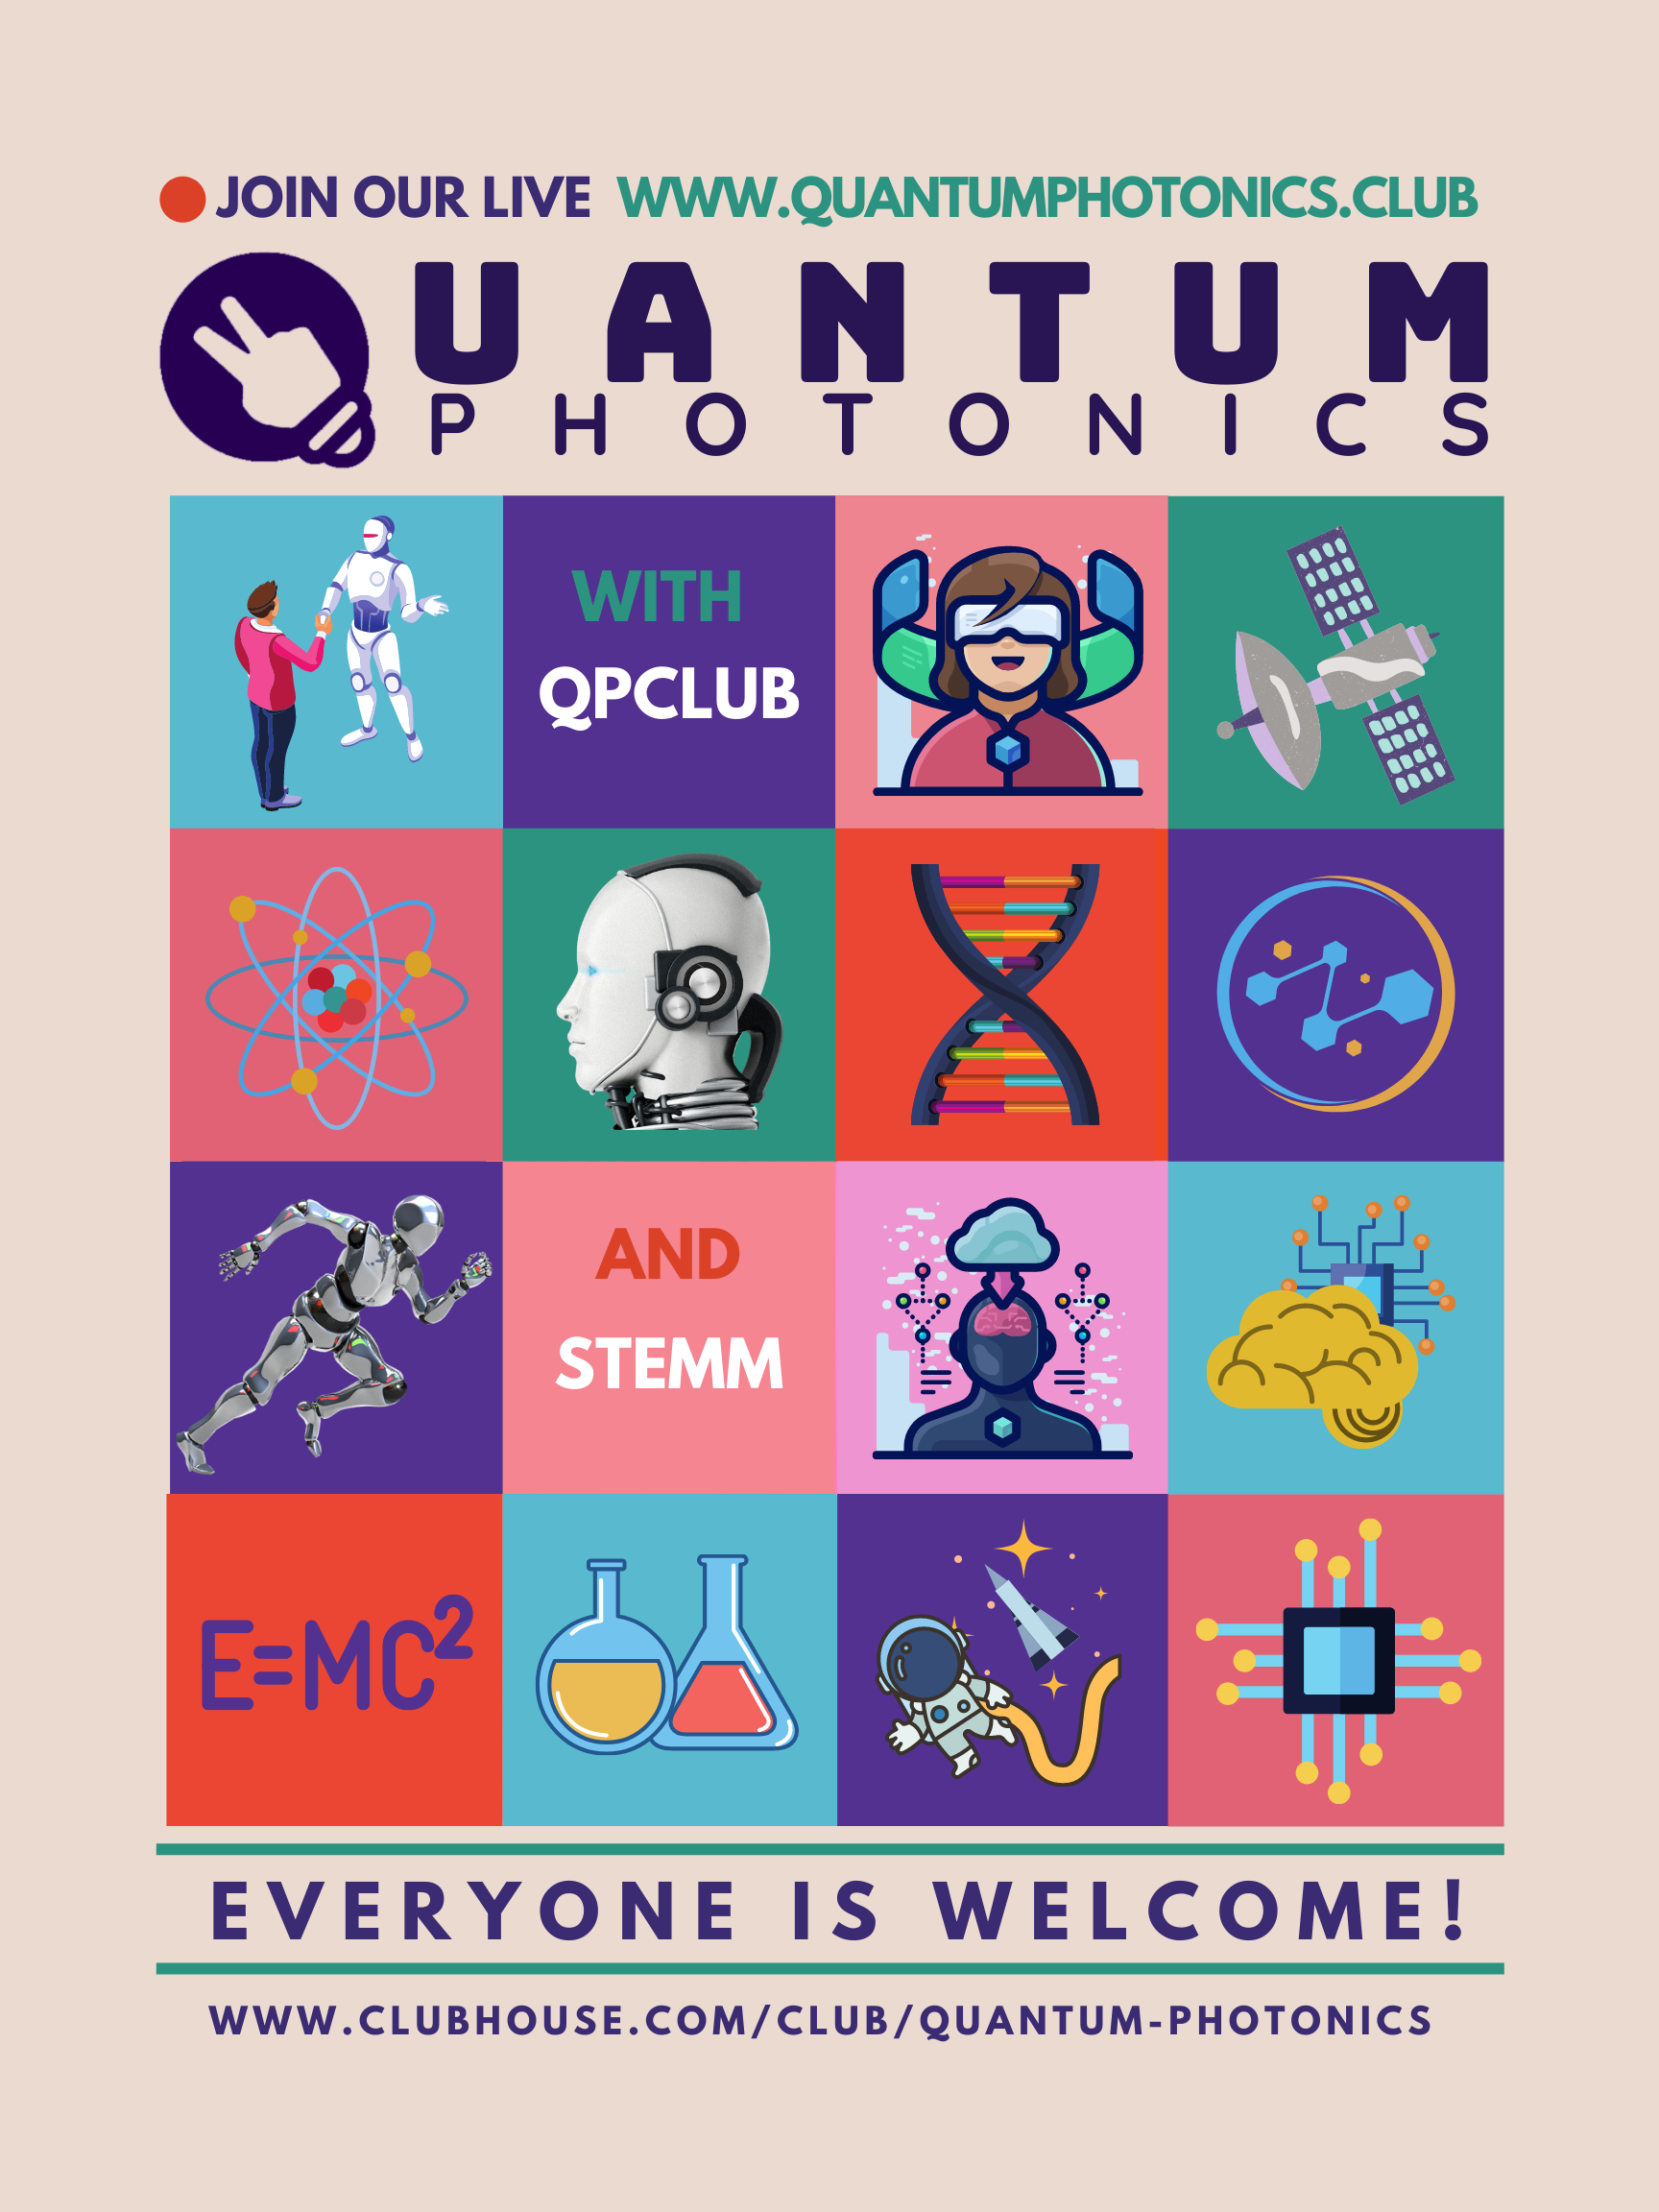 JOIN OUR LIVE WWW.QUANTUMPHOTONICS.CLUB
QUANTUM
PHOTONICS
WITH
QPCLUB
AND
STEMM
E=MC²
EVERYONE IS WELCOME!
WWW.CLUBHOUSE.COM/CLUB/QUANTUM-PHOTONICS